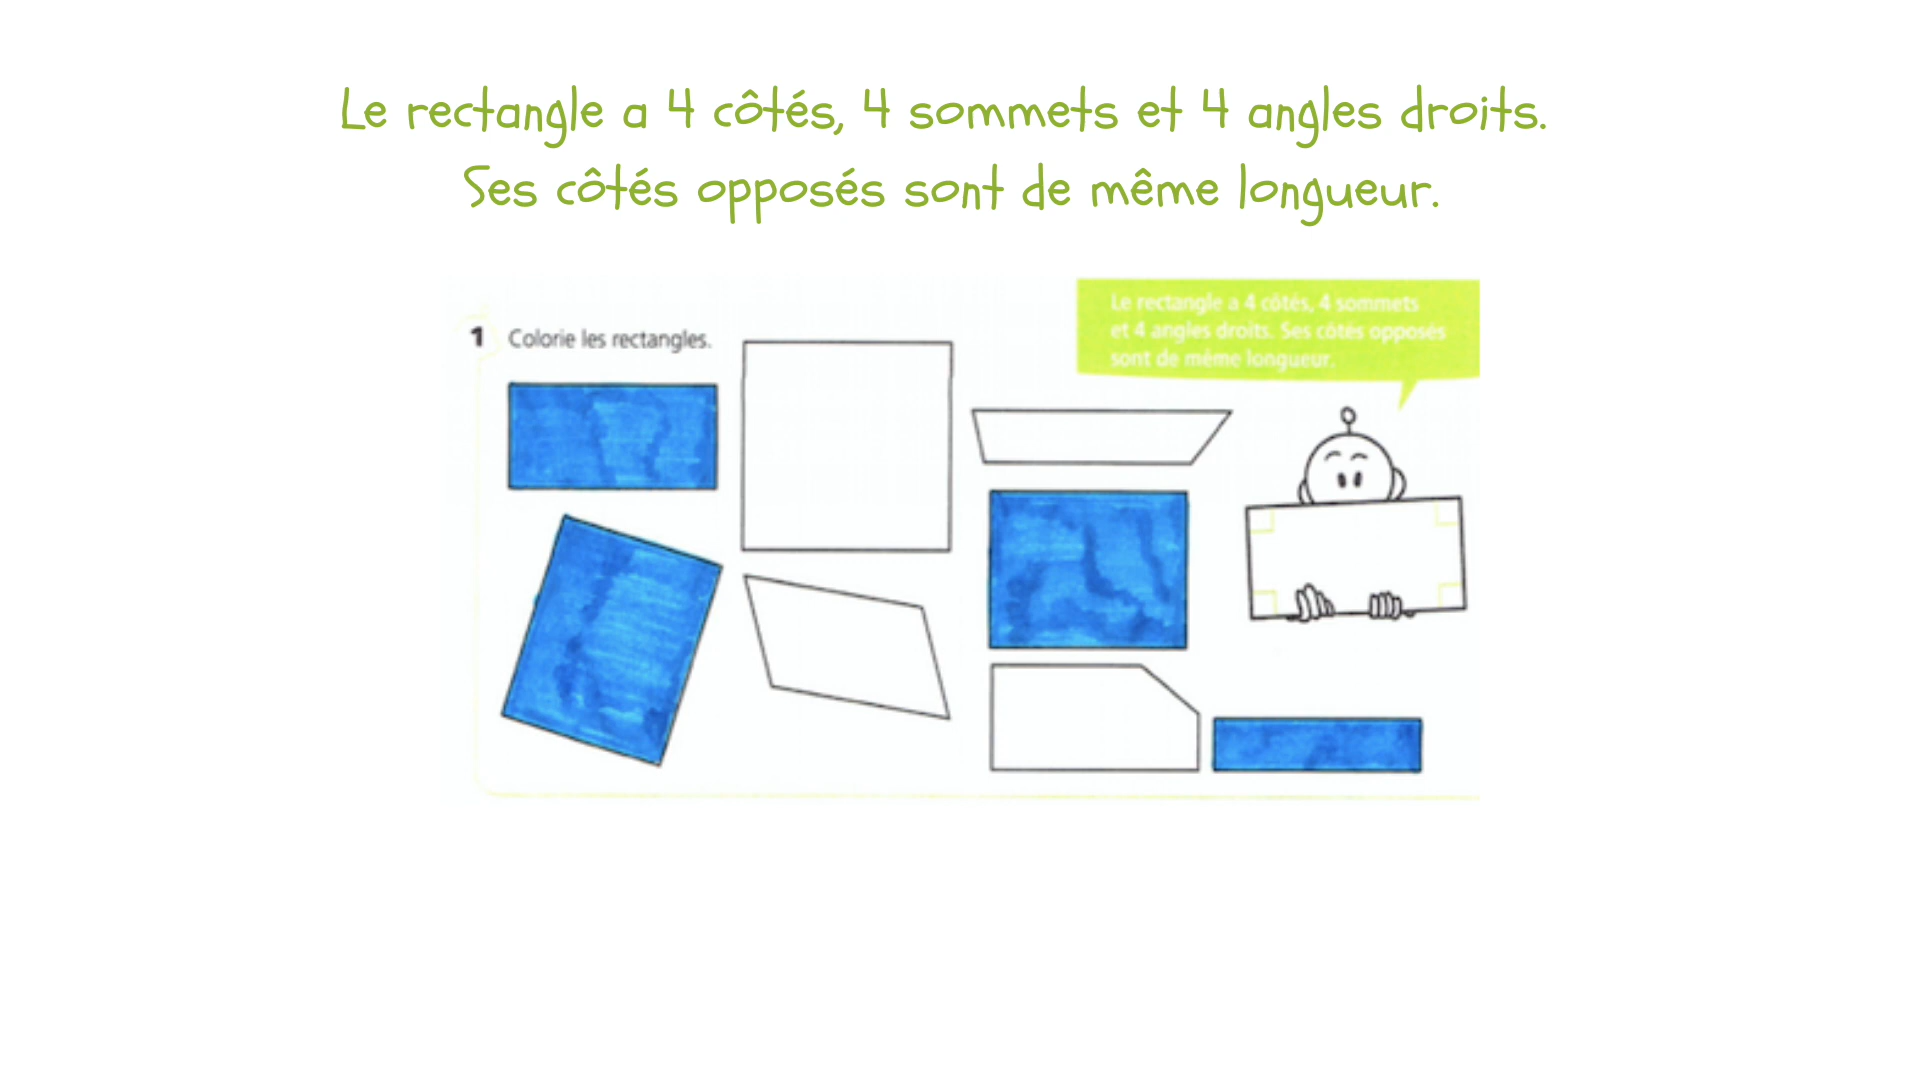 Le rectangle a 4 côtés, 4 sommets et 4 angles droits.
Ses côtés opposés sont de même longueur.
Le rectangle a 4 côtés, 4 sommets
et 4 angles droits. Ses côtés opposés
sont de même longueur.
1 Colorie les rectangles.